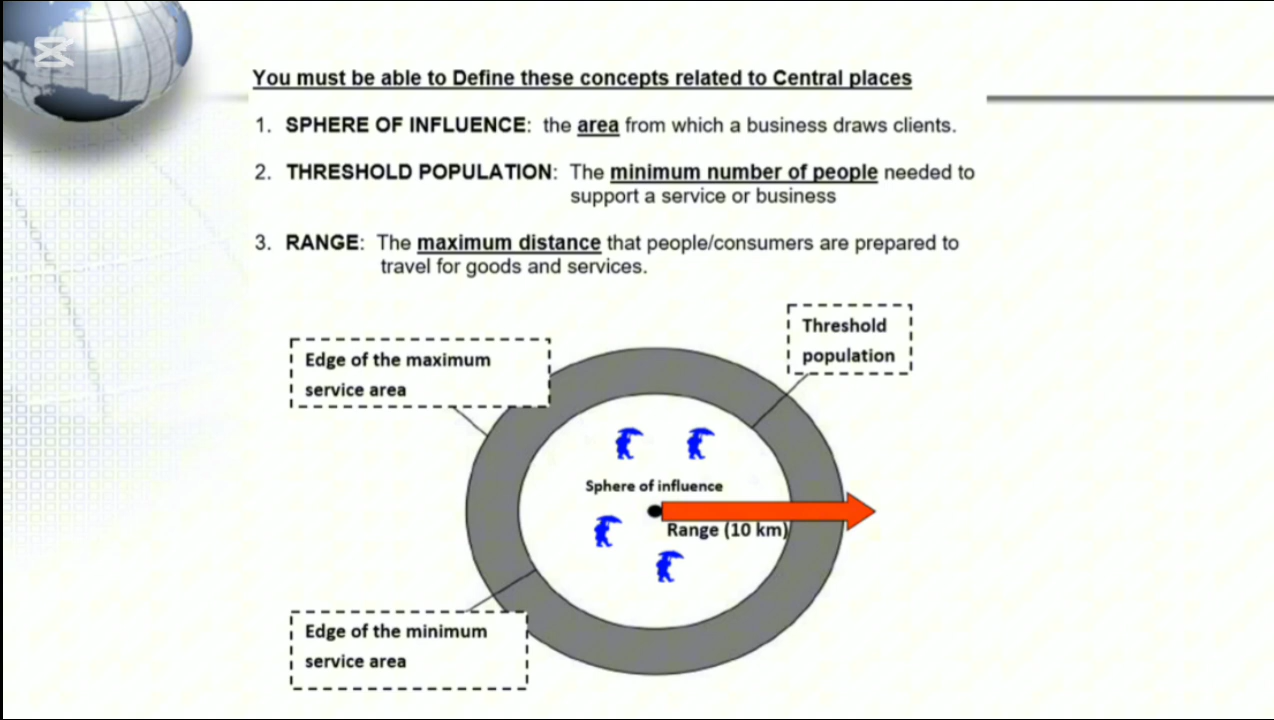 You must be able to Define these concepts related to Central places
1. SPHERE OF INFLUENCE: the area from which a business draws clients.
2. THRESHOLD POPULATION: The minimum number of people needed to
support a service or business
3. RANGE: The maximum distance that people/consumers are prepared to
travel for goods and services.
Threshold
population
Edge of the maximum
service area
Sphere of influence
Range (10 km)
Edge of the minimum
service area